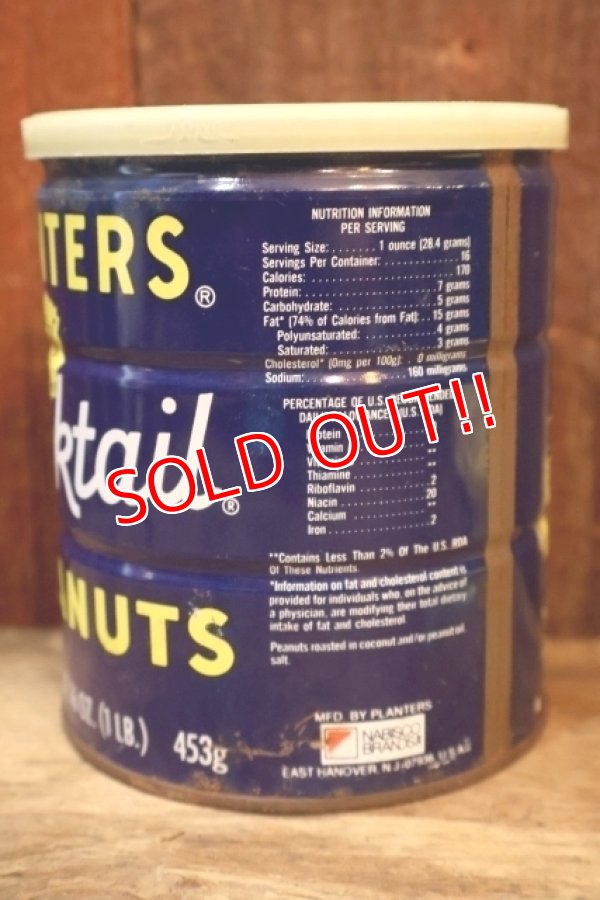 TERS®
ktail®
NUTS
OZ. (1 LB.) 453g
NUTRITION INFORMATION
PER SERVING
Serving Size: ........ 1 ounce (28.4 grams)
Servings Per Container: .............. 16
Calories: .............. 170
Protein: .............. 7 grams
Carbohydrate: .............. 5 grams
Fat* (74% of Calories from Fat): .. 15 grams
Polyunsaturated: .............. 4 grams
Saturated: .............. 3 grams
Cholesterol* (0mg per 100g): .. 0 milligrams
Sodium: .............. 160 milligrams
PERCENTAGE OF U.S.
(U.S.
Thiamine .............. **
Riboflavin .............. 2
Niacin .............. 20
Calcium .............. **
Iron .............. 2
**Contains Less Than 2% Of The U.S. RDA
Of These Nutrients.
*Information on fat and cholesterol content is
provided for individuals who, on the advice of
a physician, are modifying their total dietary
intake of fat and cholesterol.
Peanuts roasted in coconut and/or peanut oil,
salt.
MFD. BY PLANTERS
NABISCO
BRANDS
EAST HANOVER, N.J. 07936, U.S.A.
SOLD OUT!!